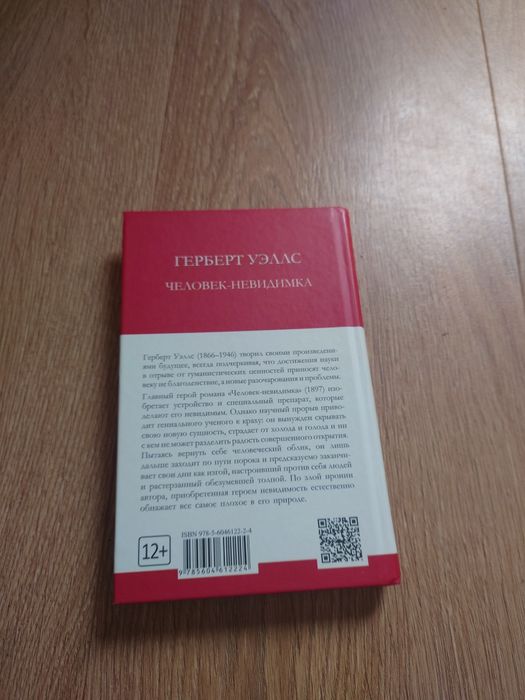 ГЕРБЕРТ УЭЛЛС
ЧЕЛОВЕК-НЕВИДИМКА
Герберт Уэллс (1866–1946) творил своими произведени-
ями будущее, всегда подчеркивая, что достижения науки
в отрыве от гуманистических ценностей приносят чело-
веку не благоденствие, а новые разочарования и проблемы.
Главный герой романа «Человек-невидимка» (1897) изо-
бретает устройство и специальный препарат, которые
делают его невидимым. Однако научный прорыв приво-
дит гениального ученого к краху: он вынужден скрывать
свою новую сущность, страдает от холода и голода и ни
с кем не может разделить радость совершенного открытия.
Пытаясь вернуть себе человеческий облик, он лишь
дальше заходит по пути порока и предсказуемо заканчи-
вает свои дни как изгой, настроивший против себя людей
и растерзанный обезумевшей толпой. По злой иронии
автора, приобретенная героем невидимость естественно
обнажает все самое плохое в его природе.
12+
ISBN 978-5-6046122-2-4
9 785604 612224